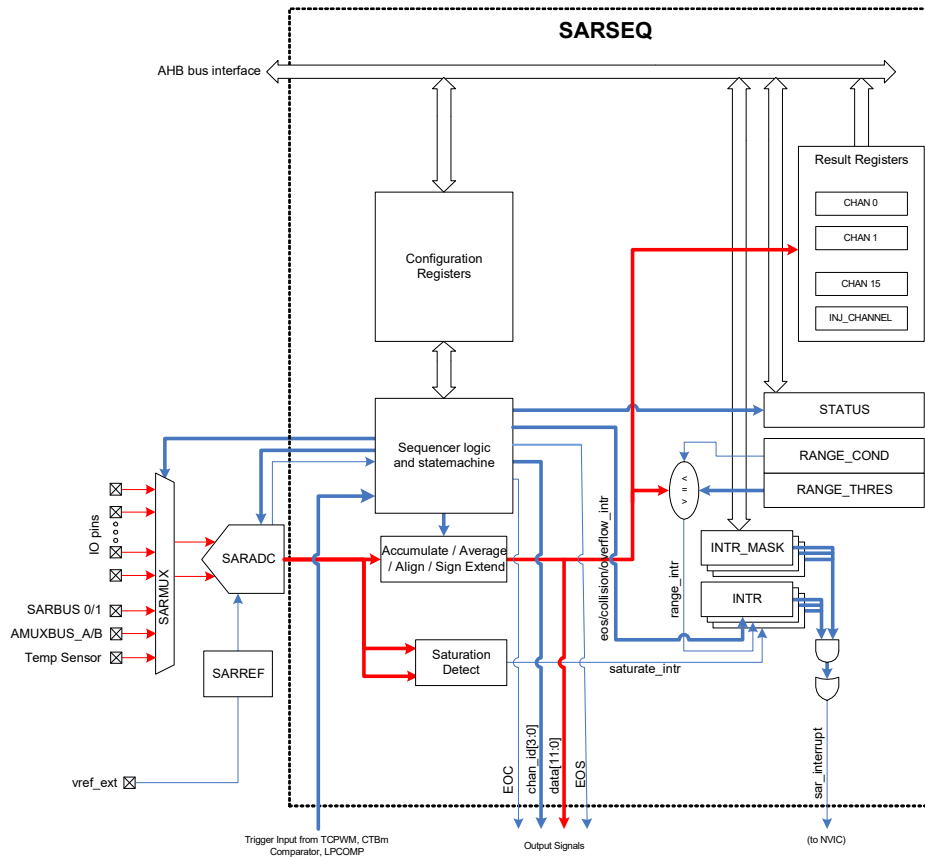 SARSEQ
AHB bus interface
Result Registers
CHAN 0
CHAN 1
CHAN 15
INJ_CHANNEL
Configuration
Registers
STATUS
RANGE_COND
RANGE_THRES
Sequencer logic
and statemachine
< = >
IO pins
SARMUX
SARADC
Accumulate / Average
/ Align / Sign Extend
eos/collision/overflow_intr
range_intr
INTR_MASK
INTR
SARBUS 0/1
AMUXBUS_A/B
Temp Sensor
SARREF
Saturation
Detect
saturate_intr
vref_ext
EOC
chan_id[3:0]
data[11:0]
EOS
sar_interrupt
Trigger Input from TCPWM, CTBm
Comparator, LPCOMP
Output Signals
(to NVIC)